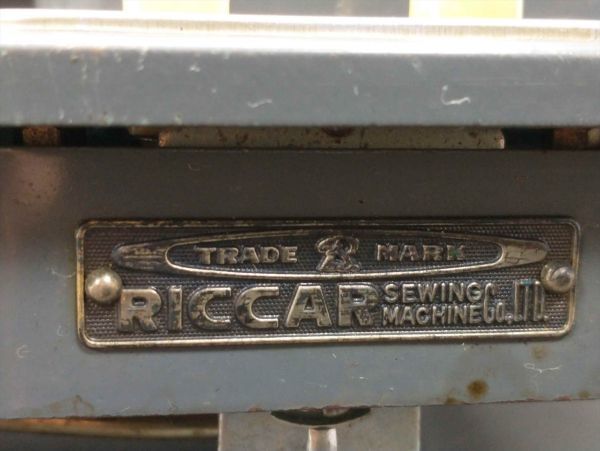 TRADE MARK
RICCAR SEWING MACHINE Co., LTD.